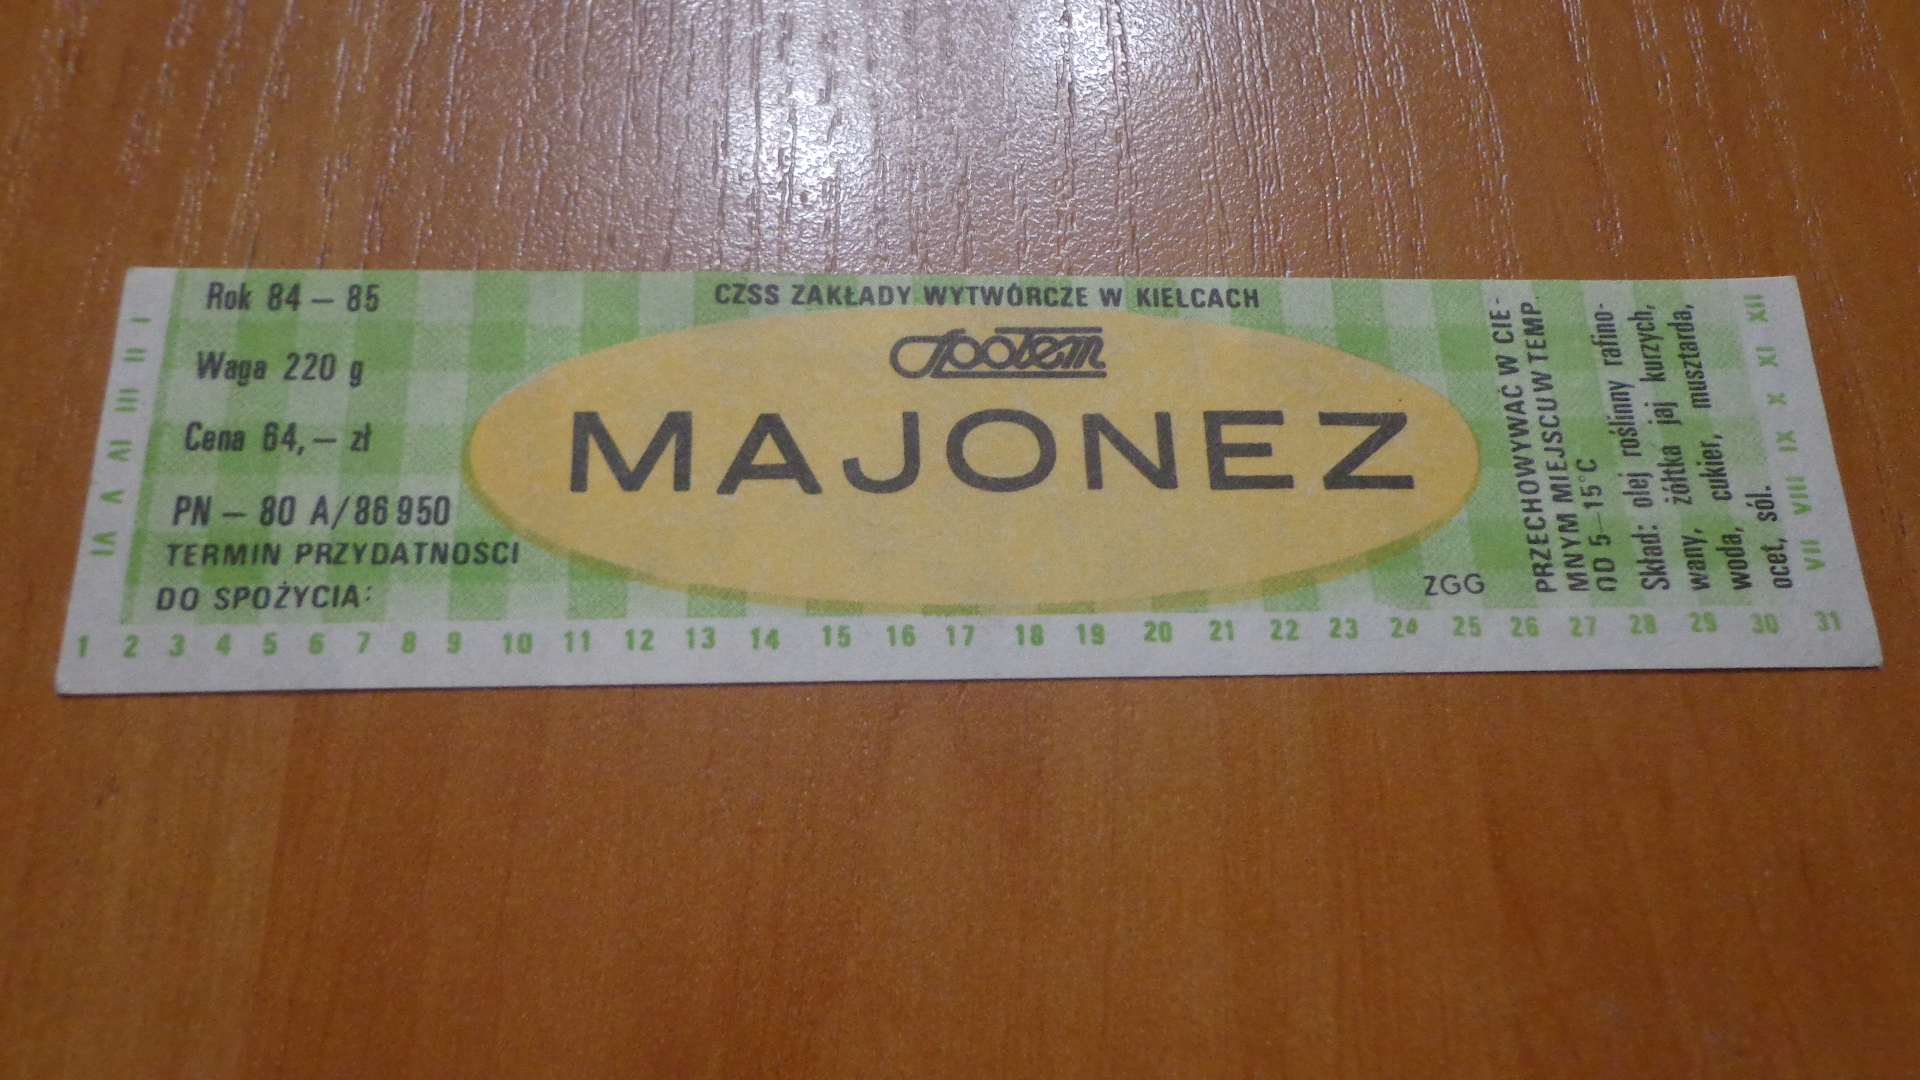 Rok 84 – 85
Waga 220 g
Cena 64,– zł
PN – 80 A/86 950
TERMIN PRZYDATNOSCI
DO SPOŻYCIA:
CZSS ZAKŁADY WYTWÓRCZE W KIELCACH
Społem
MAJONEZ
ZGG
PRZECHOWYWAĆ W CIE-
MNYM MIEJSCU W TEMP.
OD 5–15°C
Skład: olej roślinny rafino-
wany, żółtka jaj kurzych,
woda, cukier, musztarda,
ocet, sól.
I II III IV V VI
VII VIII IX X XI XII
1 2 3 4 5 6 7 8 9 10 11 12 13 14 15 16 17 18 19 20 21 22 23 24 25 26 27 28 29 30 31